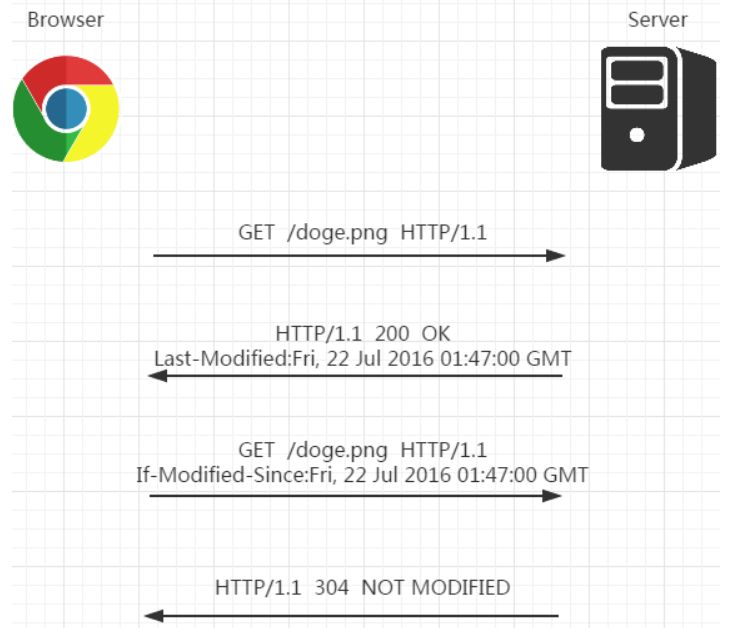 Browser
Server
GET /doge.png HTTP/1.1
HTTP/1.1 200 OK
Last-Modified:Fri, 22 Jul 2016 01:47:00 GMT
GET /doge.png HTTP/1.1
If-Modified-Since:Fri, 22 Jul 2016 01:47:00 GMT
HTTP/1.1 304 NOT MODIFIED